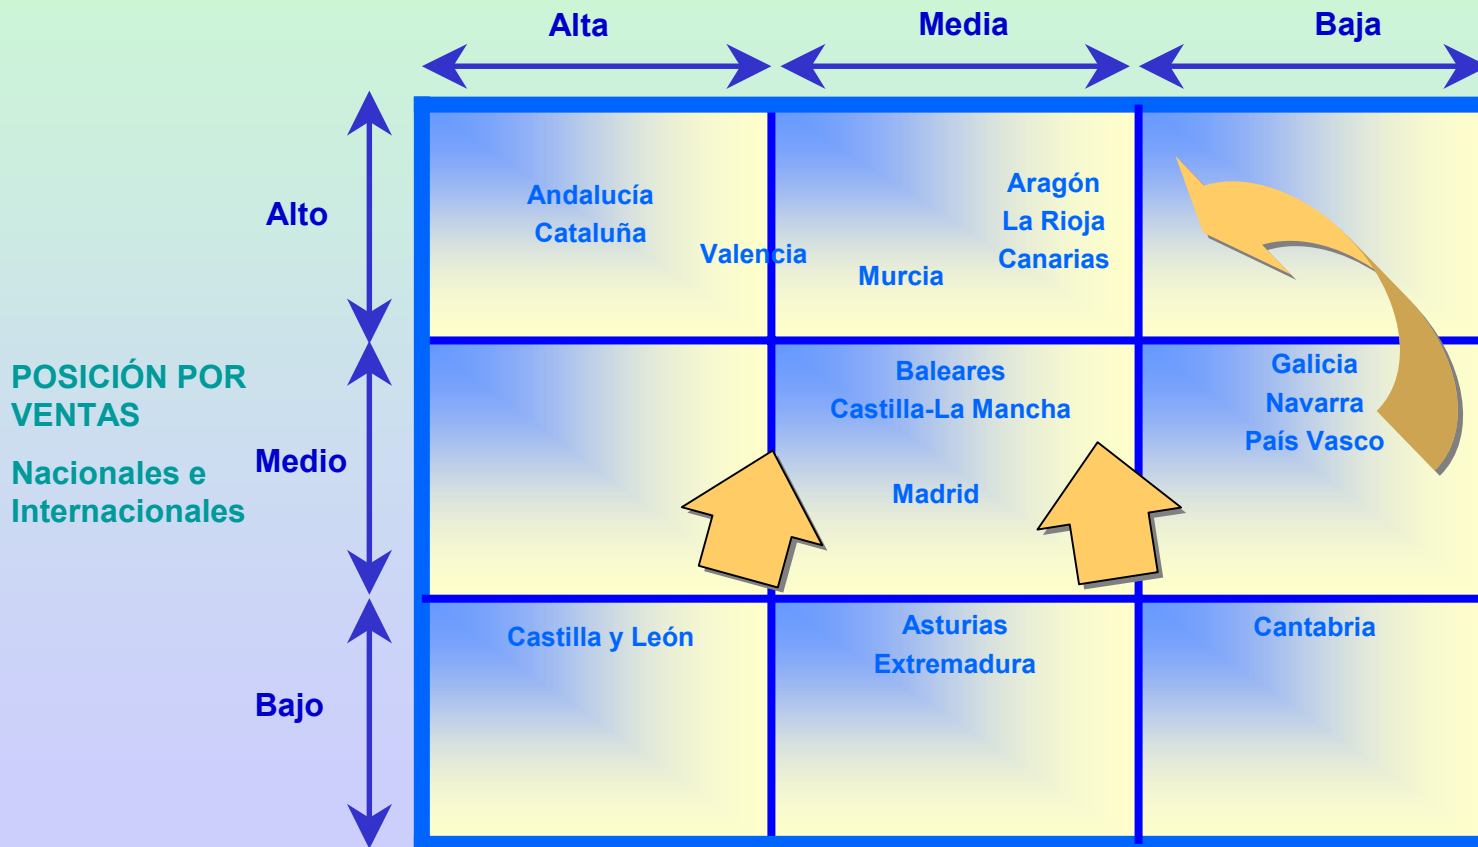 Alta
Media
Baja
Alto
Andalucía
Cataluña
Valencia
Murcia
Aragón
La Rioja
Canarias
POSICIÓN POR
VENTAS
Nacionales e
Internacionales
Medio
Baleares
Castilla-La Mancha
Madrid
Galicia
Navarra
País Vasco
Bajo
Castilla y León
Asturias
Extremadura
Cantabria